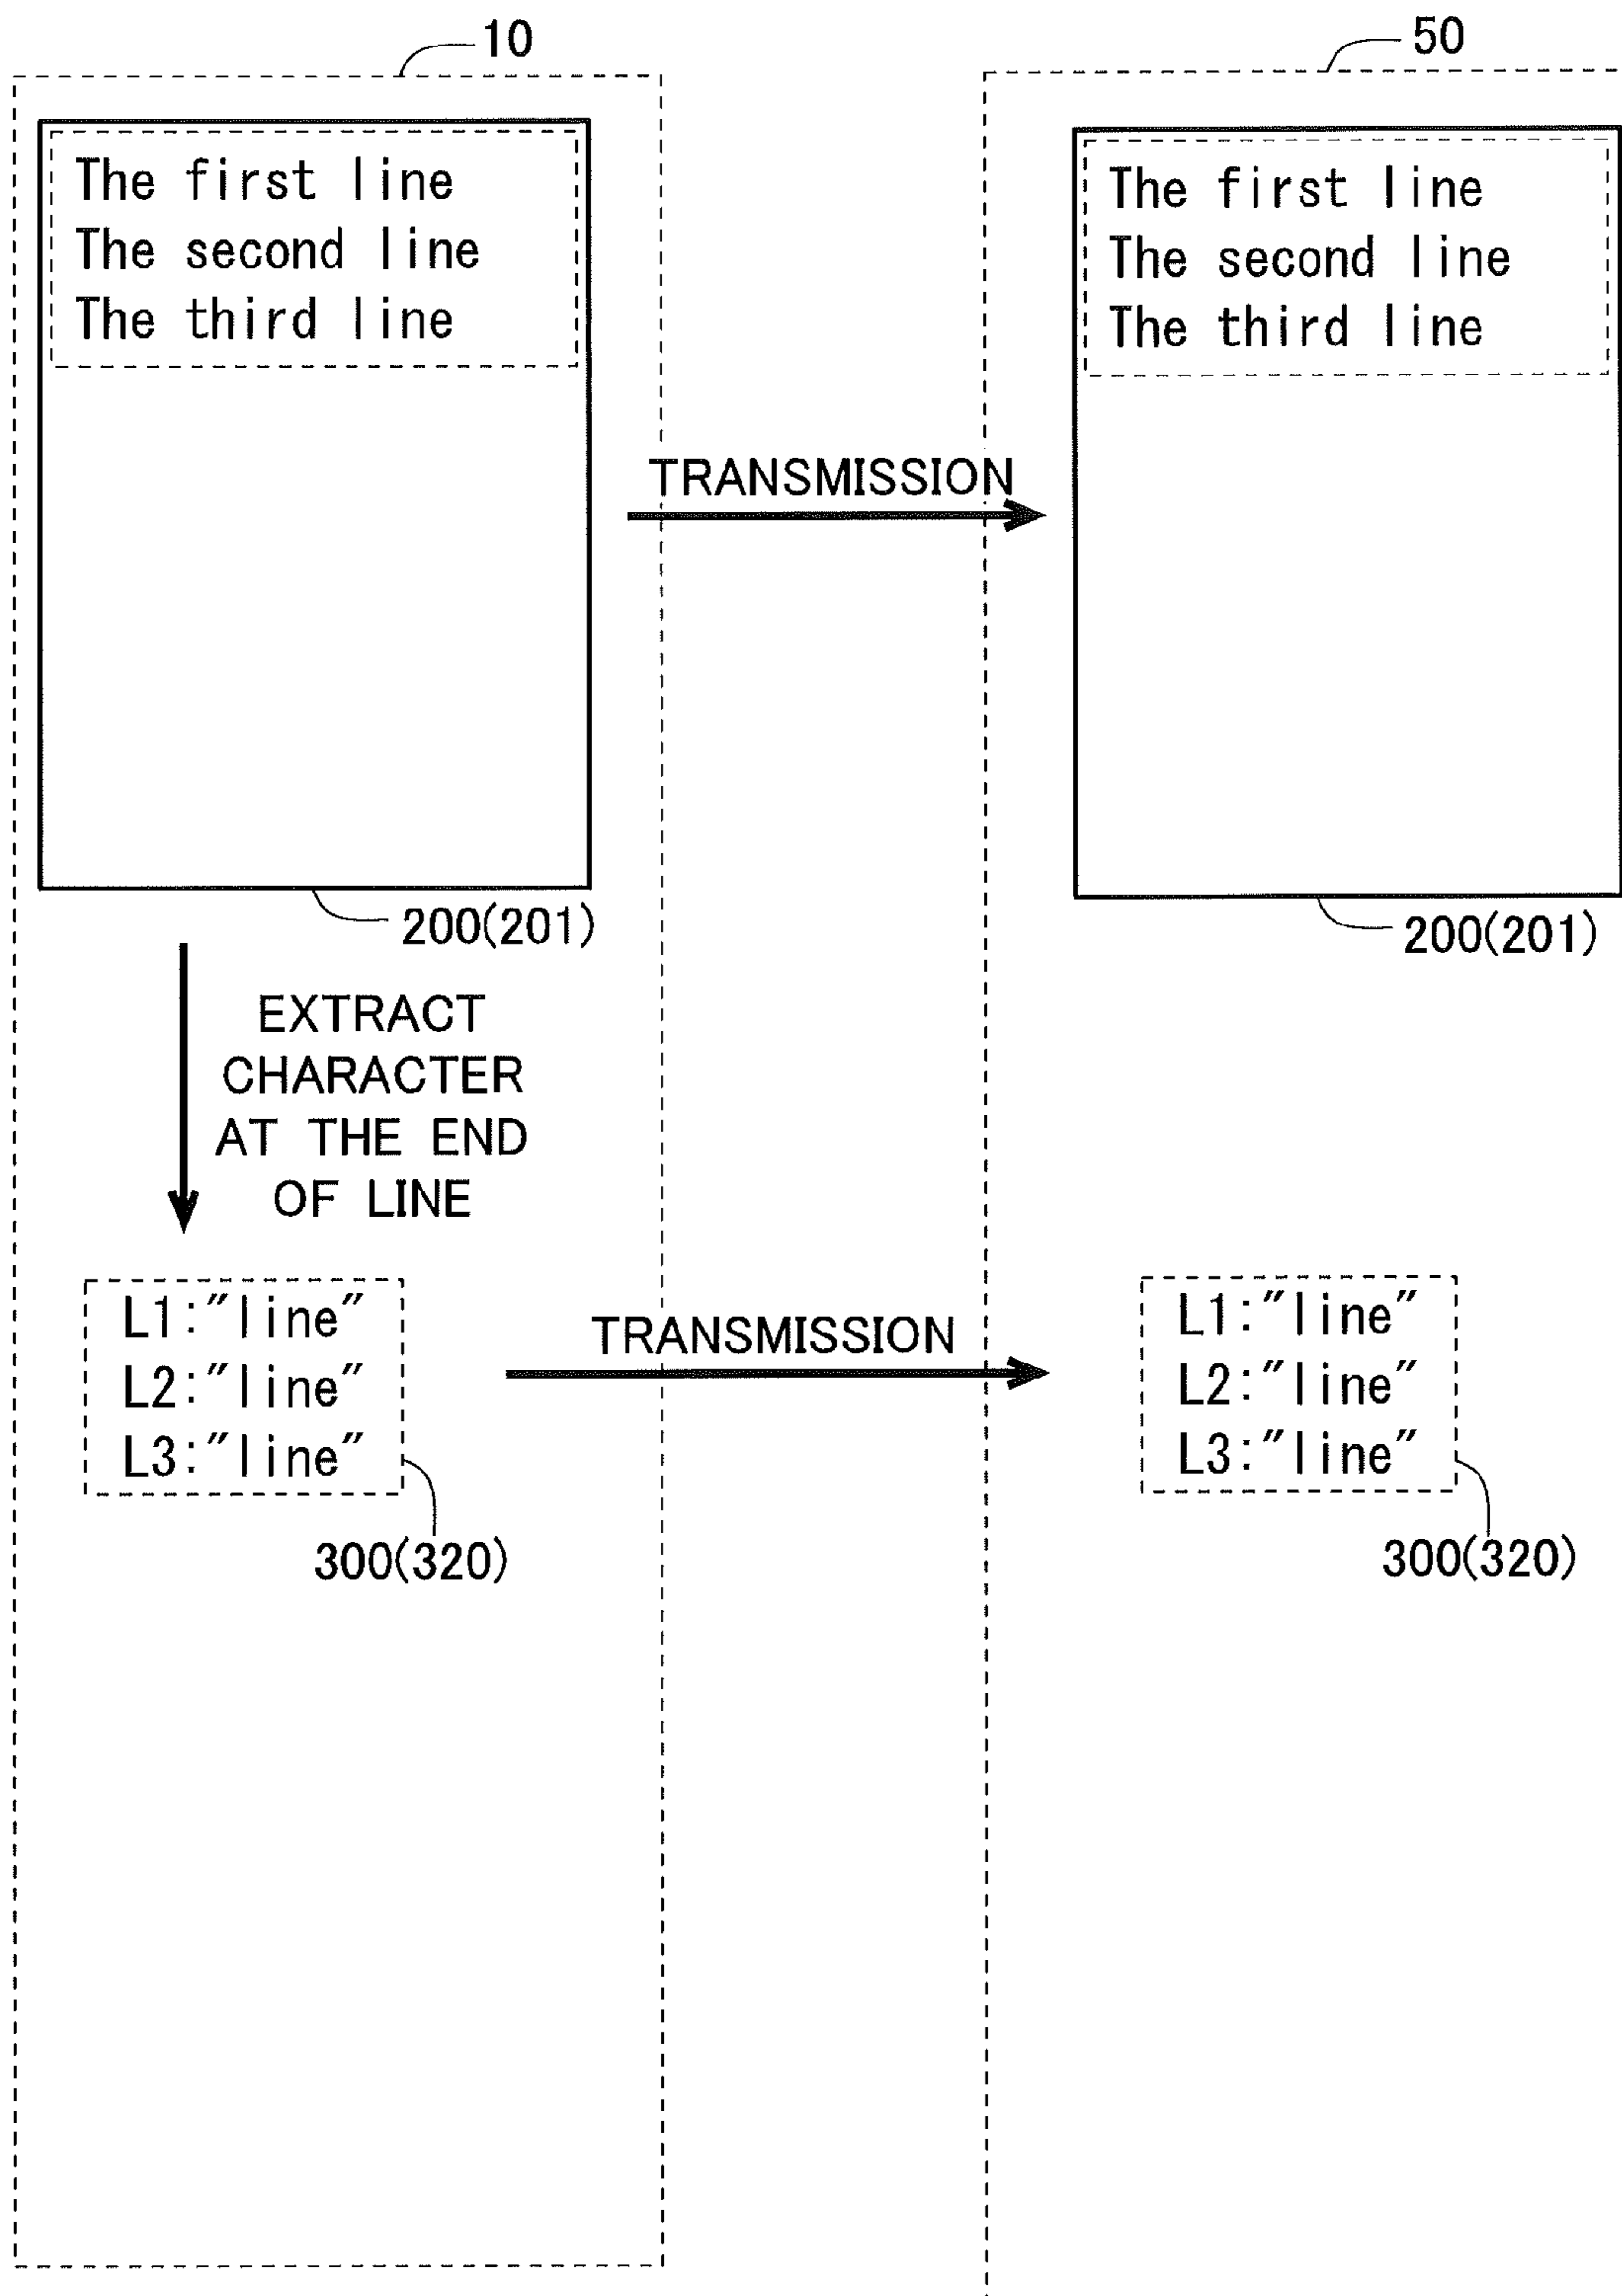 10
50
The first line
The second line
The third line
The first line
The second line
The third line
TRANSMISSION
200(201)
200(201)
EXTRACT
CHARACTER
AT THE END
OF LINE
L1:"line"
L2:"line"
L3:"line"
TRANSMISSION
L1:"line"
L2:"line"
L3:"line"
300(320)
300(320)